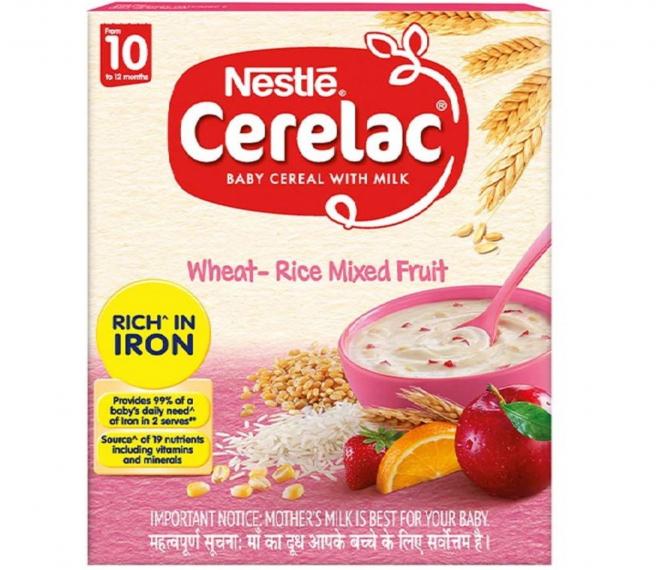 From
10
to 12 months
Nestlé®
Cerelac®
BABY CEREAL WITH MILK
Wheat- Rice Mixed Fruit
RICH^ IN
IRON
Provides 99% of a
baby's daily need^
of Iron in 2 serves**
Source^ of 19 nutrients
including vitamins
and minerals
IMPORTANT NOTICE: MOTHER'S MILK IS BEST FOR YOUR BABY.
महत्वपूर्ण सूचना: माँ का दूध आपके बच्चे के लिए सर्वोत्तम है।